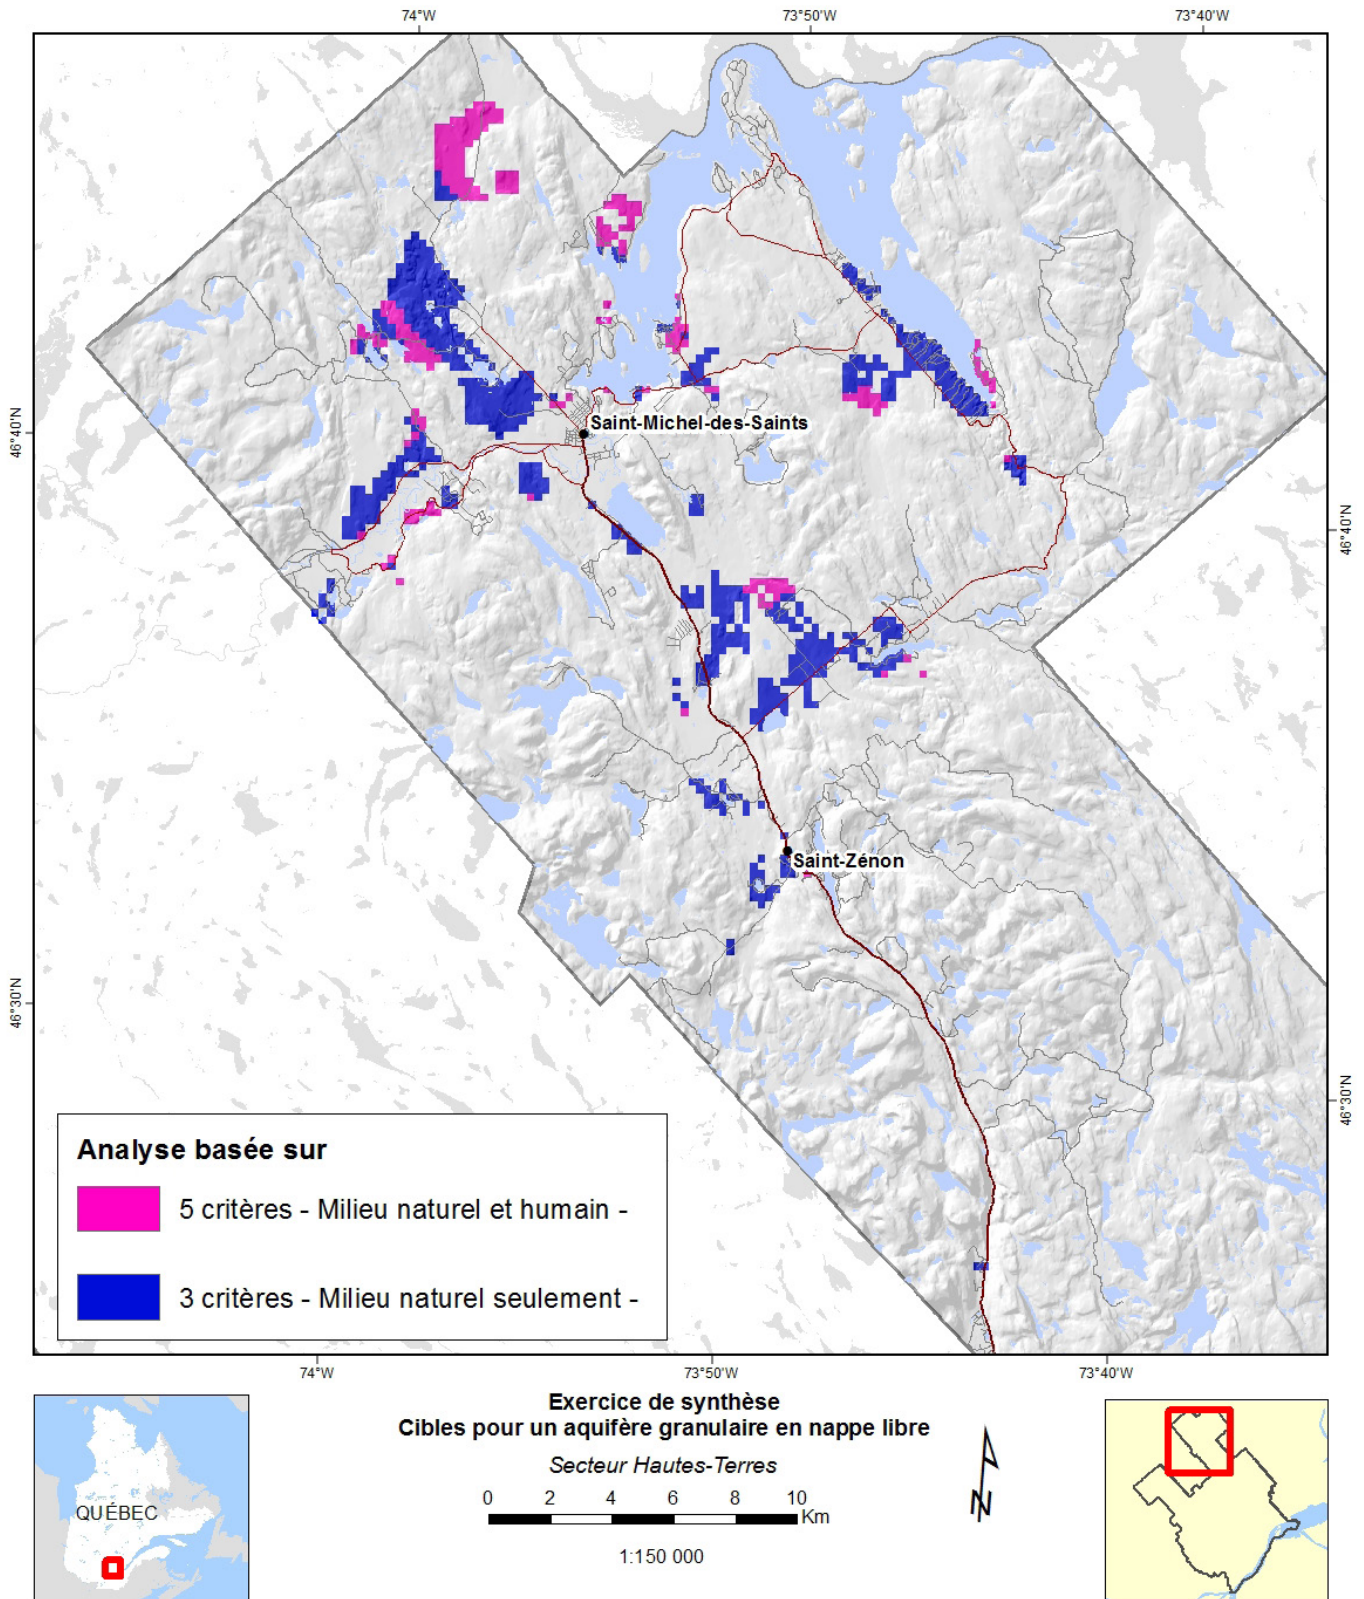 74°W
73°50'W
73°40'W
46°40'N
46°40'N
46°30'N
46°30'N
Saint-Michel-des-Saints
Saint-Zénon
Analyse basée sur
5 critères - Milieu naturel et humain -
3 critères - Milieu naturel seulement -
74°W
73°50'W
73°40'W
QUÉBEC
Exercice de synthèse
Cibles pour un aquifère granulaire en nappe libre
Secteur Hautes-Terres
0 2 4 6 8 10
Km
1:150 000
N